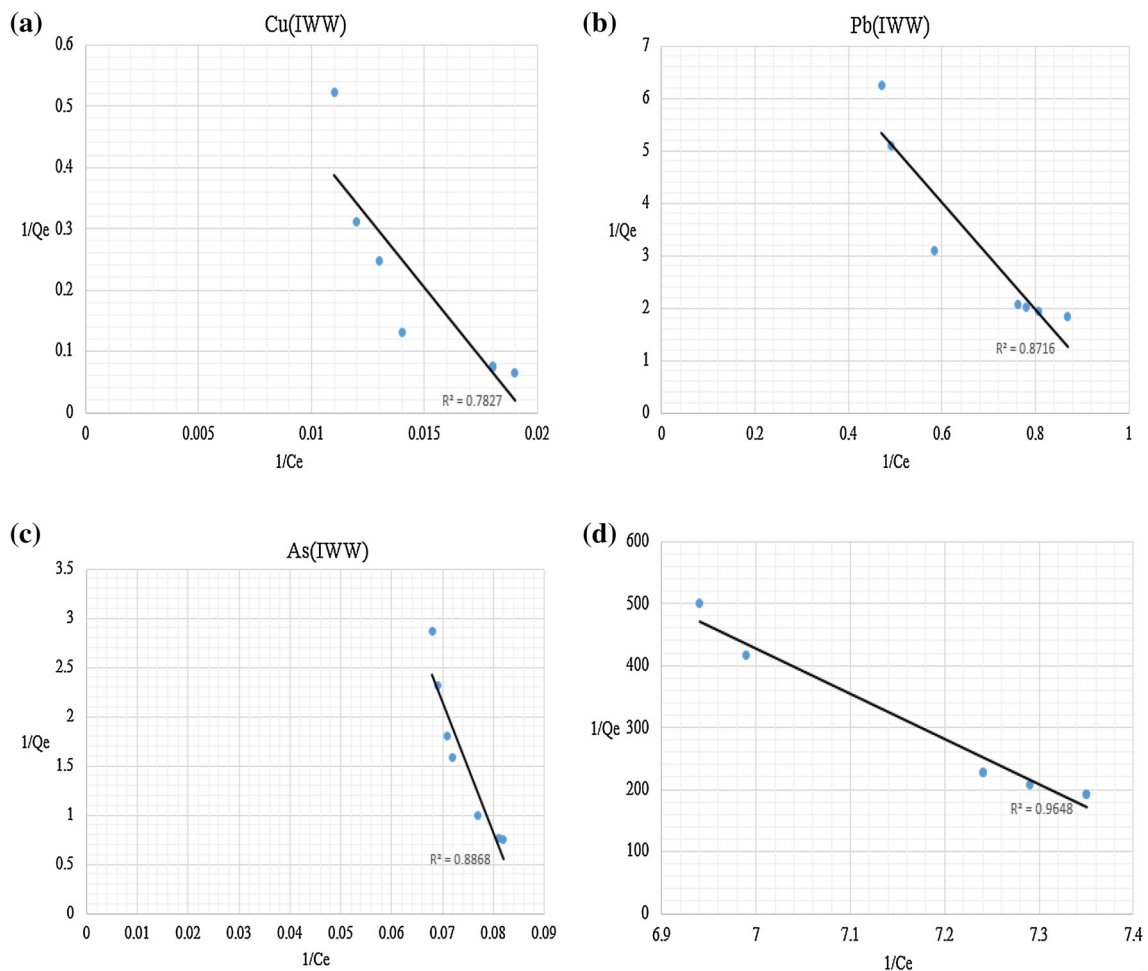 (a)
Cu(IWW)
0.6
0.5
0.4
0.3
1/Qe
0.2
0.1
0
R² = 0.7827
0 0.005 0.01 0.015 0.02
1/Ce
(b)
Pb(IWW)
7
6
5
4
1/Qe
3
2
1
0
R² = 0.8716
0 0.2 0.4 0.6 0.8 1
1/Ce
(c)
As(IWW)
3.5
3
2.5
2
1/Qe
1.5
1
0.5
0
R² = 0.8868
0 0.01 0.02 0.03 0.04 0.05 0.06 0.07 0.08 0.09
1/Ce
(d)
600
500
400
300
1/Qe
200
100
0
R² = 0.9648
6.9 7 7.1 7.2 7.3 7.4
1/Ce